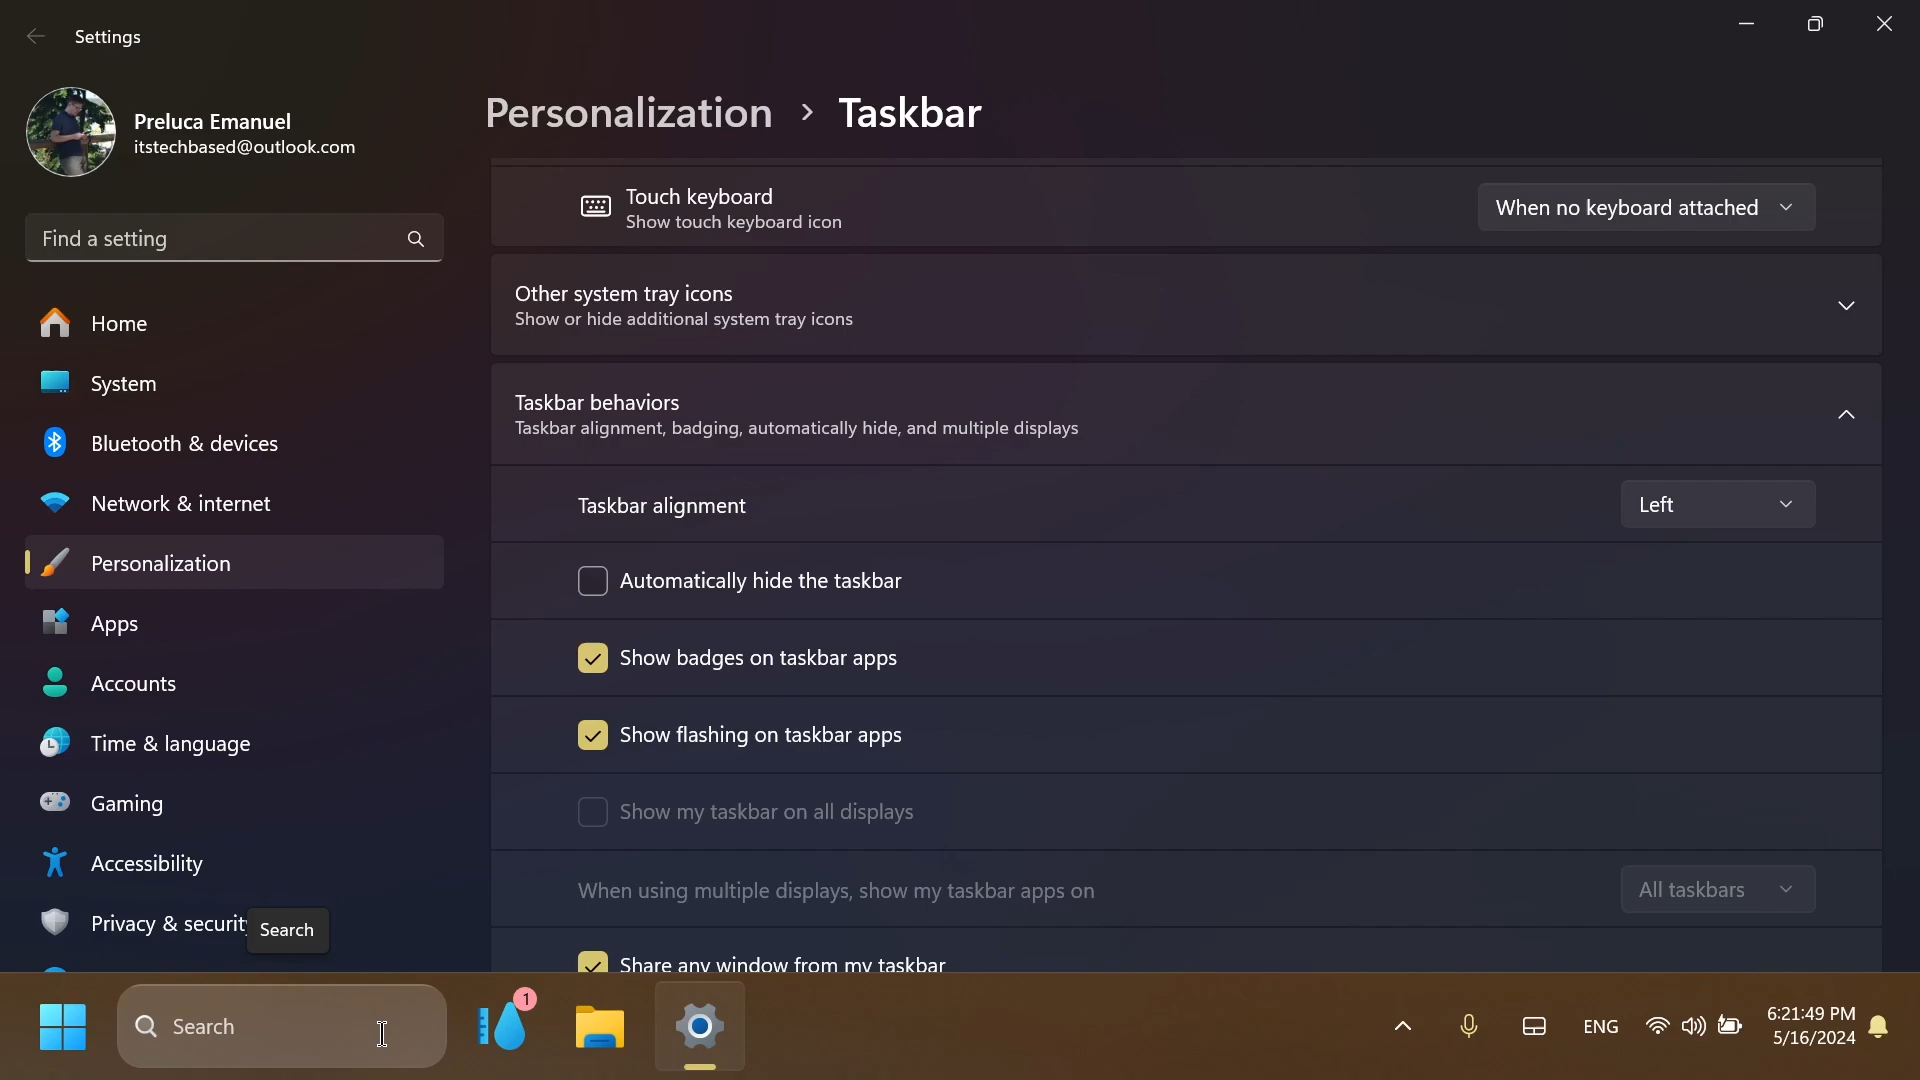 Settings
Preluca Emanuel
itstechbased@outlook.com
Find a setting
Home
System
Bluetooth & devices
Network & internet
Personalization
Apps
Accounts
Time & language
Gaming
Accessibility
Privacy & security
Search
Personalization > Taskbar
Touch keyboard
Show touch keyboard icon
When no keyboard attached
Other system tray icons
Show or hide additional system tray icons
Taskbar behaviors
Taskbar alignment, badging, automatically hide, and multiple displays
Taskbar alignment
Left
Automatically hide the taskbar
Show badges on taskbar apps
Show flashing on taskbar apps
Show my taskbar on all displays
When using multiple displays, show my taskbar apps on
All taskbars
Share any window from my taskbar
Search
1
ENG
6:21:49 PM
5/16/2024